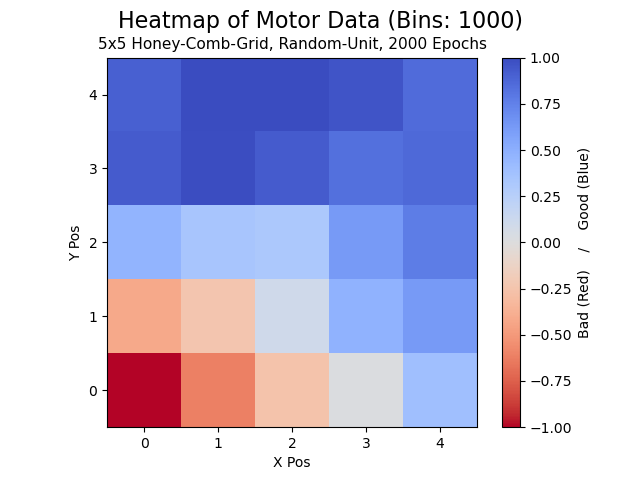 Heatmap of Motor Data (Bins: 1000)
5x5 Honey-Comb-Grid, Random-Unit, 2000 Epochs
4
3
2
1
0
Y Pos
0 1 2 3 4
X Pos
1.00
0.75
0.50
0.25
0.00
−0.25
−0.50
−0.75
−1.00
Bad (Red) / Good (Blue)